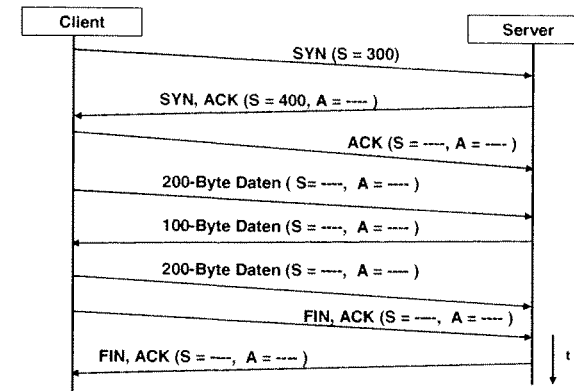 Client
Server
SYN (S = 300)
SYN, ACK (S = 400, A = ---- )
ACK (S = ----, A = ---- )
200-Byte Daten ( S= ----, A = ---- )
100-Byte Daten (S = ----, A = ---- )
200-Byte Daten (S = ----, A = ---- )
FIN, ACK (S = ----, A = ---- )
FIN, ACK (S = ----, A = ---- )
t